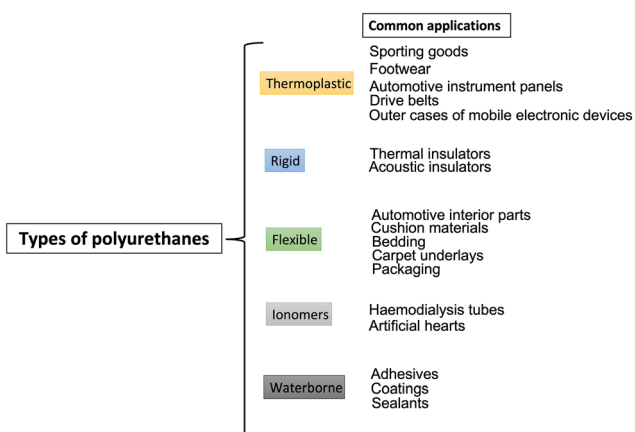 Common applications
Thermoplastic
Sporting goods
Footwear
Automotive instrument panels
Drive belts
Outer cases of mobile electronic devices
Rigid
Thermal insulators
Acoustic insulators
Types of polyurethanes
Flexible
Automotive interior parts
Cushion materials
Bedding
Carpet underlays
Packaging
Ionomers
Haemodialysis tubes
Artificial hearts
Waterborne
Adhesives
Coatings
Sealants